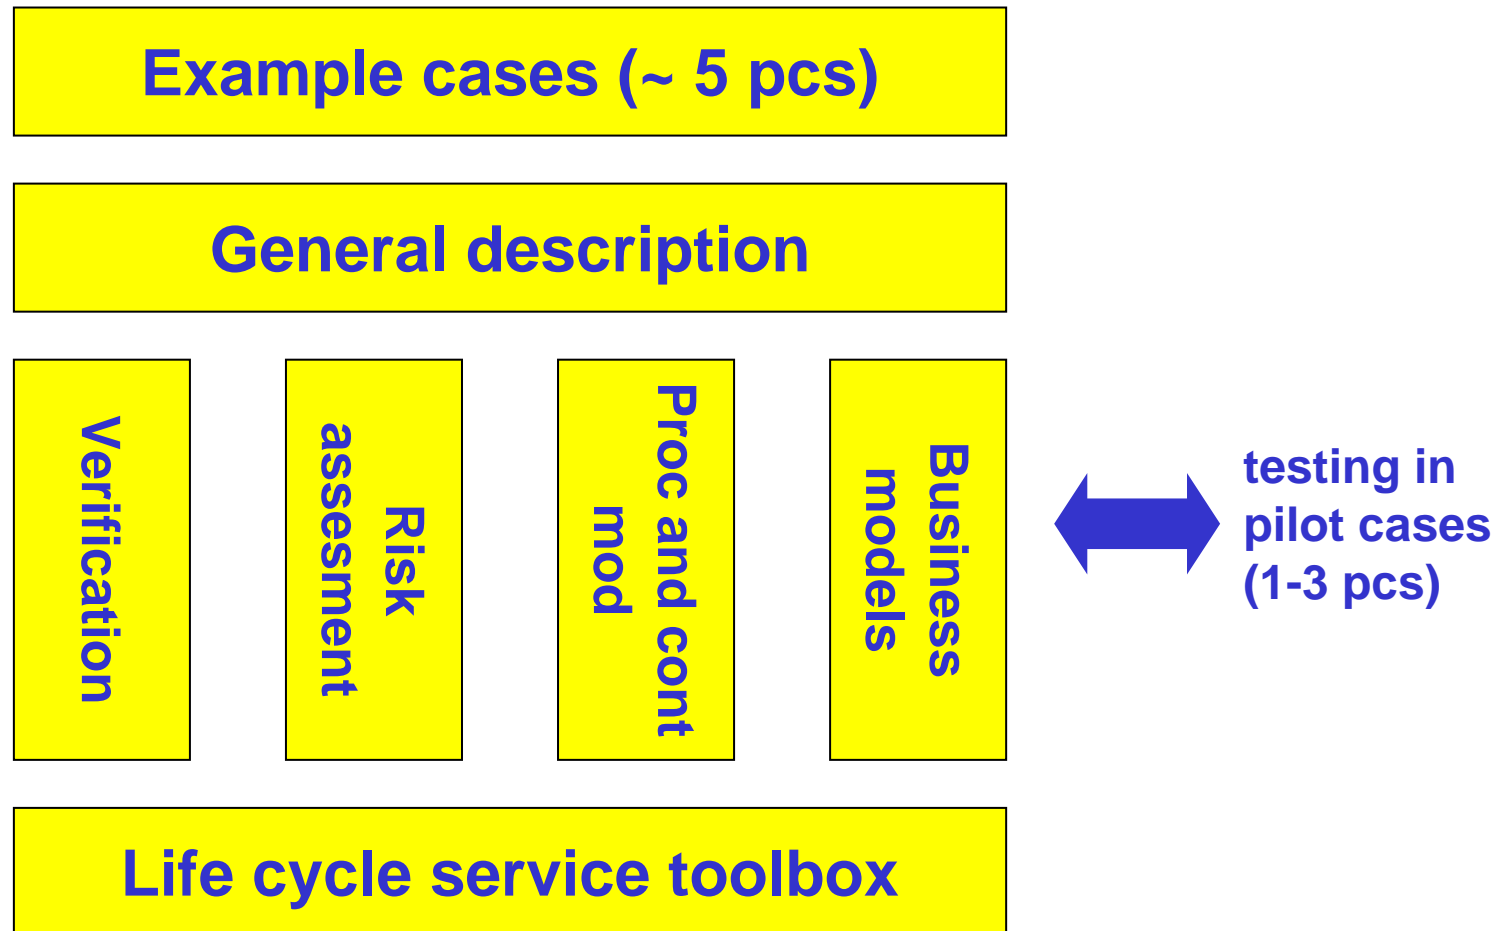 Example cases (~ 5 pcs)
General description
Verification
Risk
assessment
Proc and cont
mod
Business
models
testing in
pilot cases
(1-3 pcs)
Life cycle service toolbox